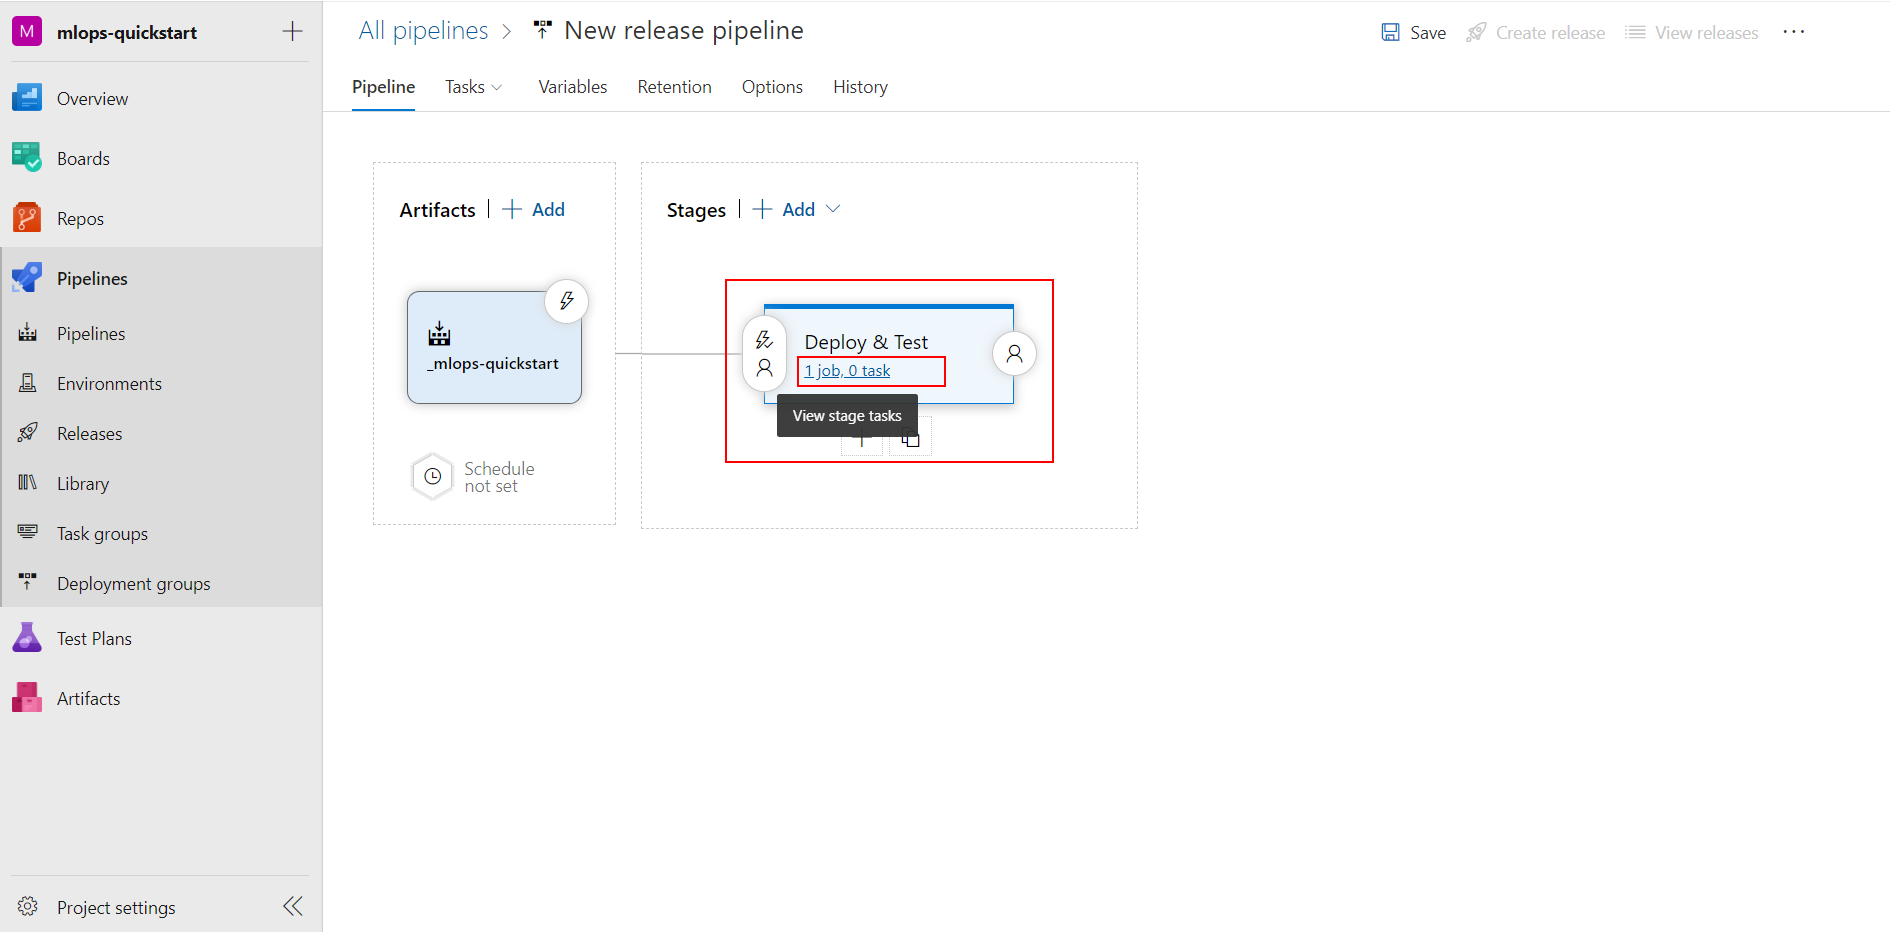 M mlops-quickstart
Overview
Boards
Repos
Pipelines
Pipelines
Environments
Releases
Library
Task groups
Deployment groups
Test Plans
Artifacts
Project settings
All pipelines > New release pipeline
Save Create release View releases ...
Pipeline Tasks Variables Retention Options History
Artifacts | + Add
_mlops-quickstart
Schedule
not set
Stages | + Add
Deploy & Test
1 job, 0 task
View stage tasks